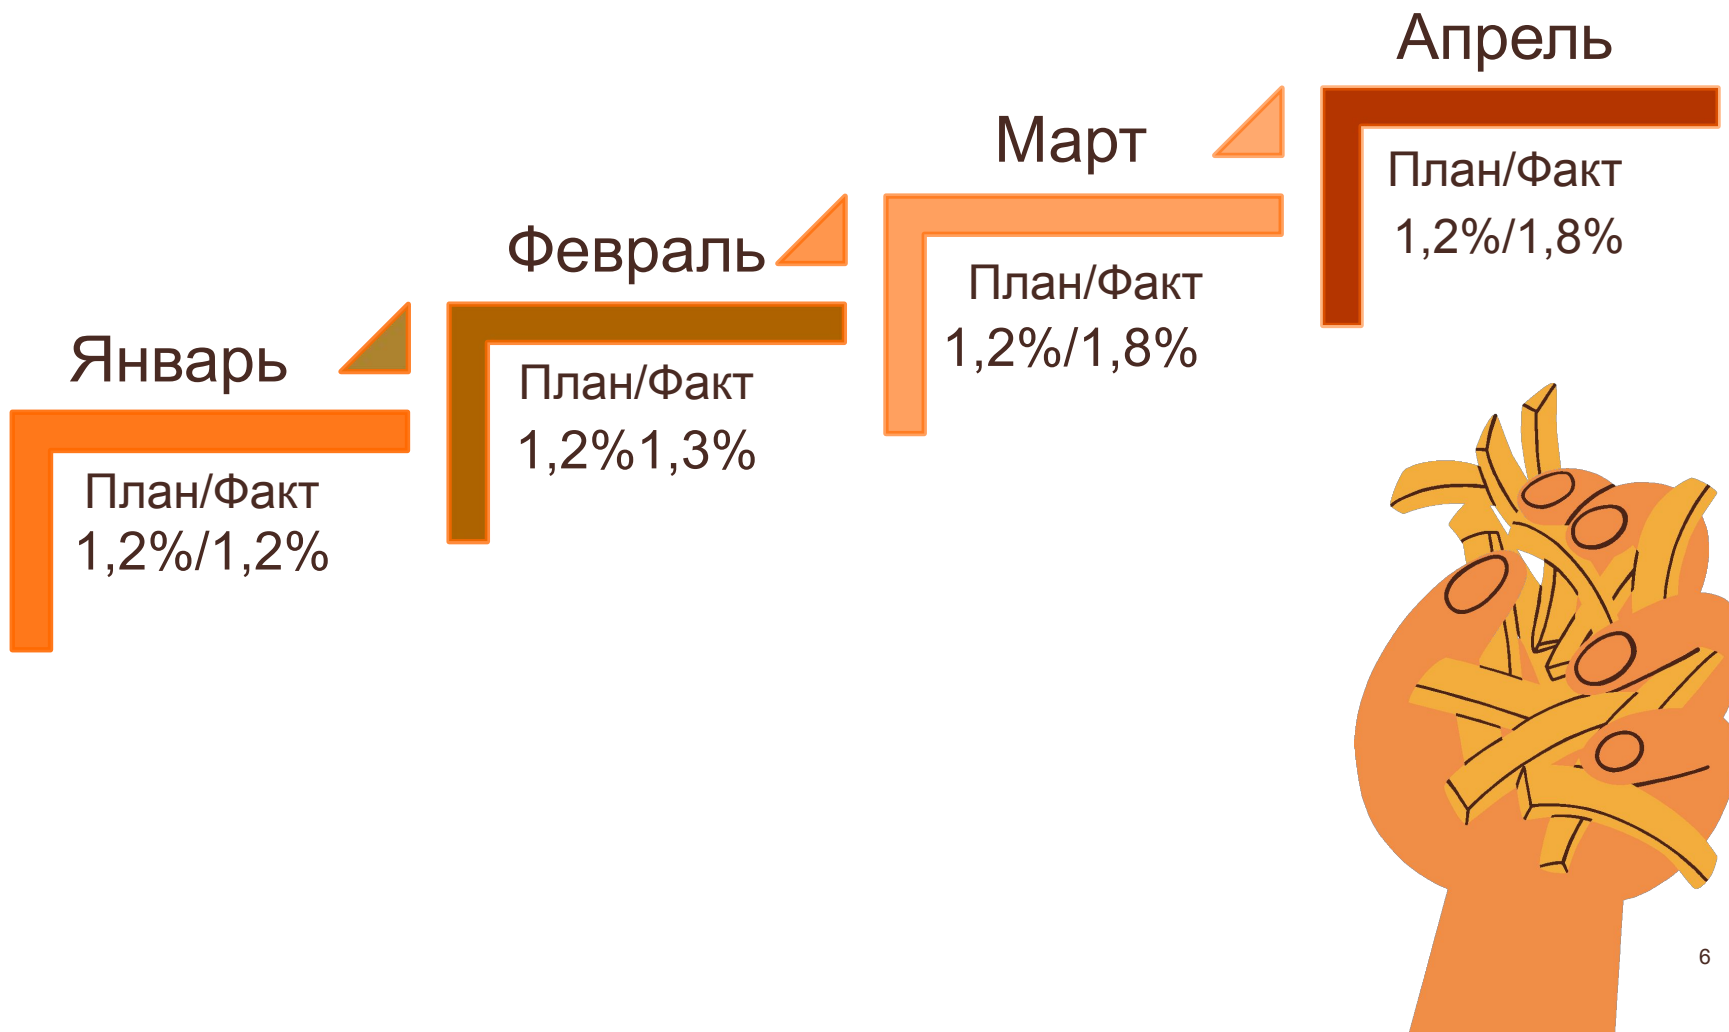 Январь
План/Факт
1,2%/1,2%
Февраль
План/Факт
1,2%1,3%
Март
План/Факт
1,2%/1,8%
Апрель
План/Факт
1,2%/1,8%
6